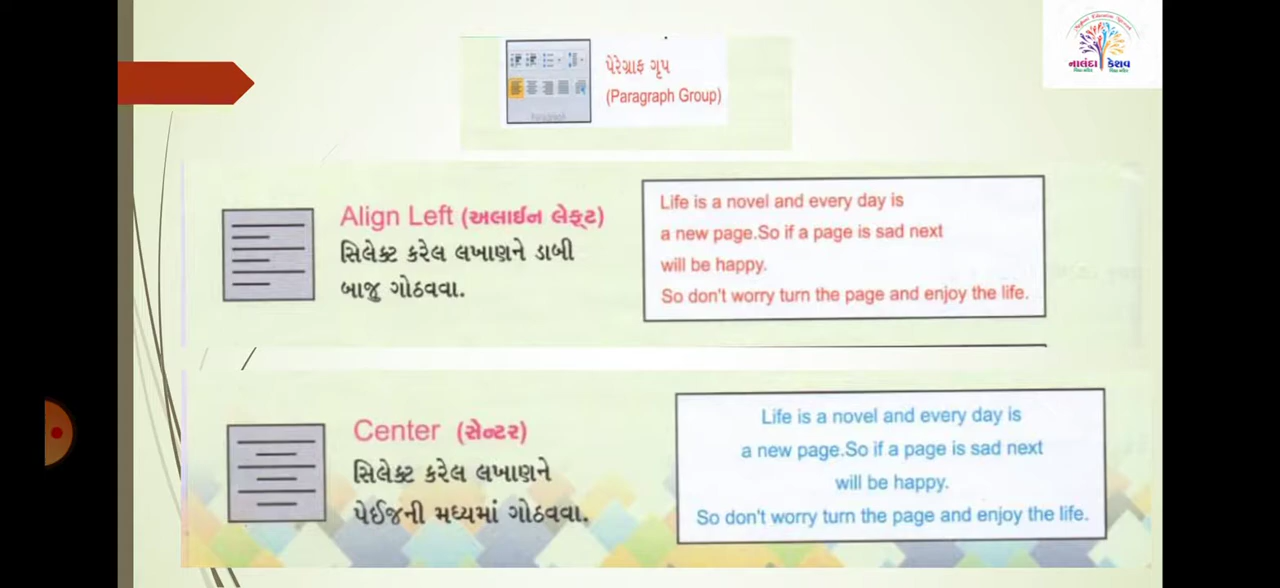 નાલંદા કેશવ
પેરેગ્રાફ ગૃપ
(Paragraph Group)
Paragraph
Align Left (અલાઈન લેફ્ટ)
સિલેક્ટ કરેલ લખાણને ડાબી
બાજુ ગોઠવવા.
Life is a novel and every day is
a new page.So if a page is sad next
will be happy.
So don't worry turn the page and enjoy the life.
Center (સેન્ટર)
સિલેક્ટ કરેલ લખાણને
પેઈજની મધ્યમાં ગોઠવવા.
Life is a novel and every day is
a new page.So if a page is sad next
will be happy.
So don't worry turn the page and enjoy the life.